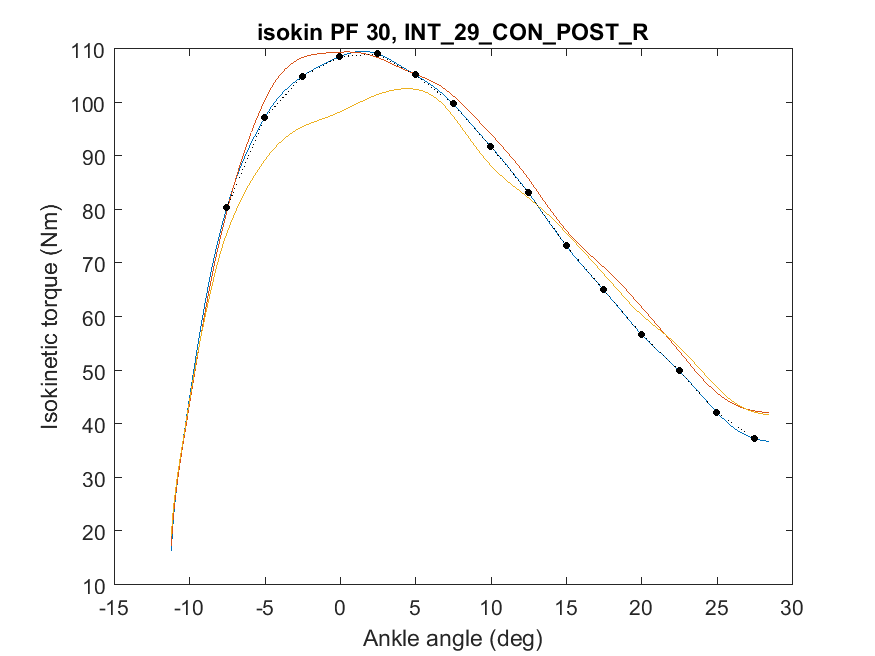 isokin PF 30, INT_29_CON_POST_R
110
100
90
80
70
60
50
40
30
20
10
Isokinetic torque (Nm)
-15 -10 -5 0 5 10 15 20 25 30
Ankle angle (deg)